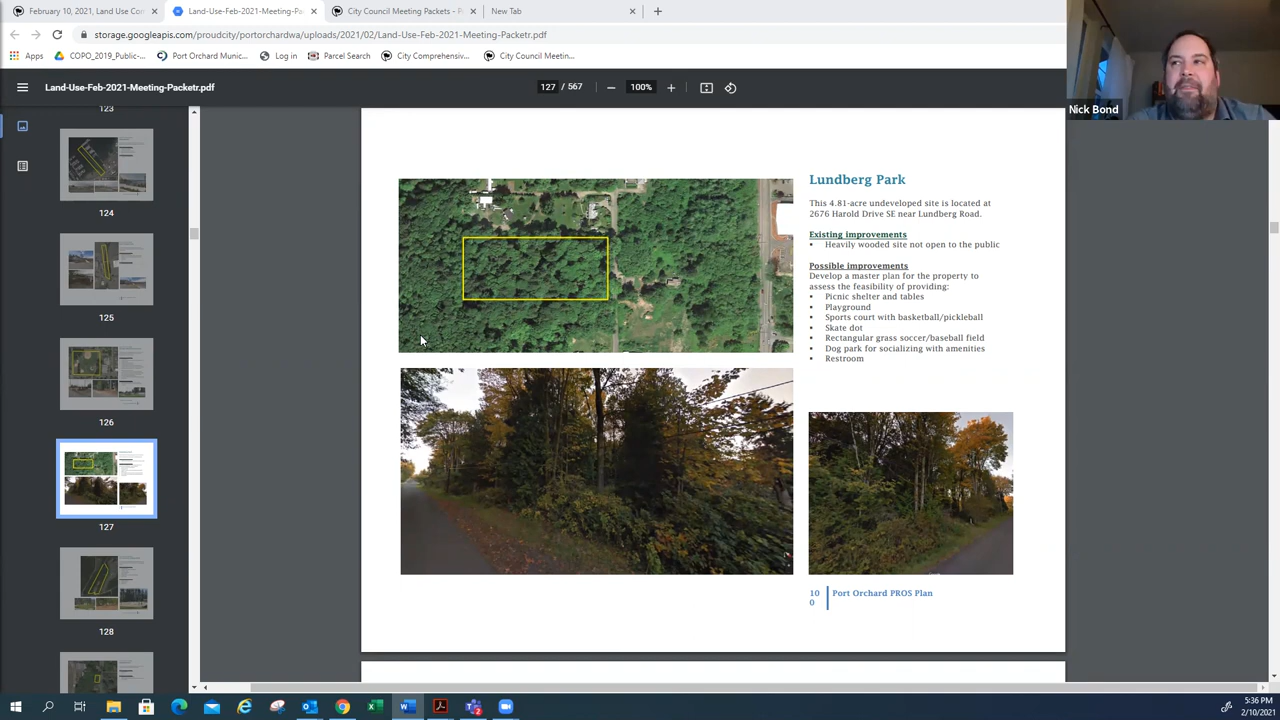 February 10, 2021, Land Use Co
Land-Use-Feb-2021-Meeting-Pa
City Council Meeting Packets - P
New Tab
storage.googleapis.com/proudcity/portorchardwa/uploads/2021/02/Land-Use-Feb-2021-Meeting-Packetr.pdf
Apps
COPO_2019_Public-...
Port Orchard Munic...
Log in
Parcel Search
City Comprehensiv...
City Council Meetin...
Land-Use-Feb-2021-Meeting-Packetr.pdf
127 / 567
100%
Nick Bond
123
124
125
126
127
128
Lundberg Park
This 4.81-acre undeveloped site is located at
2676 Harold Drive SE near Lundberg Road.
Existing improvements
• Heavily wooded site not open to the public
Possible improvements
Develop a master plan for the property to
assess the feasibility of providing:
• Picnic shelter and tables
• Playground
• Sports court with basketball/pickleball
• Skate dot
• Rectangular grass soccer/baseball field
• Dog park for socializing with amenities
• Restroom
10
0
Port Orchard PROS Plan
5:36 PM
2/10/2021